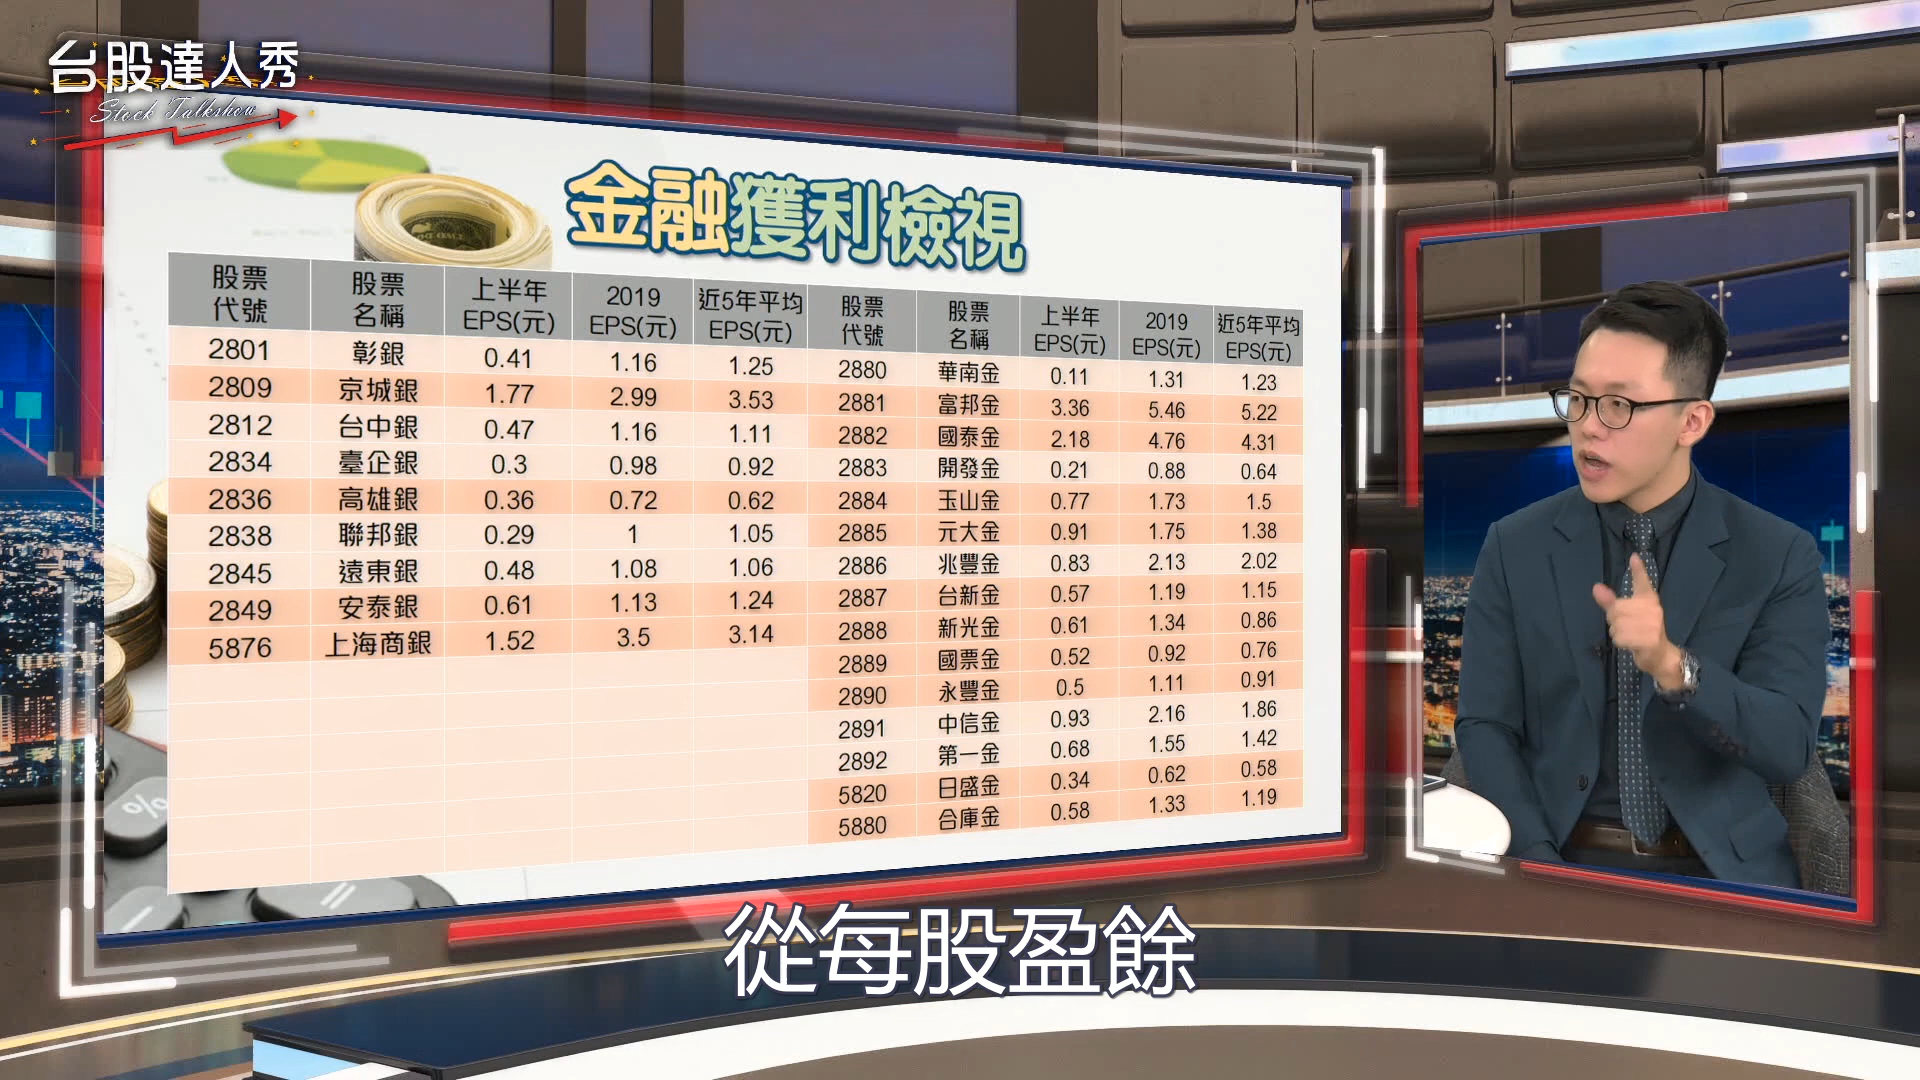 台股達人秀
Stock Talkshow
金融獲利檢視
股票代號 股票名稱 上半年EPS(元) 2019 EPS(元) 近5年平均EPS(元) 股票代號 股票名稱 上半年EPS(元) 2019 EPS(元) 近5年平均EPS(元)
2801 彰銀 0.41 1.16 1.25 2880 華南金 0.11 1.31 1.23
2809 京城銀 1.77 2.99 3.53 2881 富邦金 3.36 5.46 5.22
2812 台中銀 0.47 1.16 1.11 2882 國泰金 2.18 4.76 4.31
2834 臺企銀 0.3 0.98 0.92 2883 開發金 0.21 0.88 0.64
2836 高雄銀 0.36 0.72 0.62 2884 玉山金 0.77 1.73 1.5
2838 聯邦銀 0.29 1 1.05 2885 元大金 0.91 1.75 1.38
2845 遠東銀 0.48 1.08 1.06 2886 兆豐金 0.83 2.13 2.02
2849 安泰銀 0.61 1.13 1.24 2887 台新金 0.57 1.19 1.15
5876 上海商銀 1.52 3.5 3.14 2888 新光金 0.61 1.34 0.86
2889 國票金 0.52 0.92 0.76
2890 永豐金 0.5 1.11 0.91
2891 中信金 0.93 2.16 1.86
2892 第一金 0.68 1.55 1.42
5820 日盛金 0.34 0.62 0.58
5880 合庫金 0.58 1.33 1.19
從每股盈餘